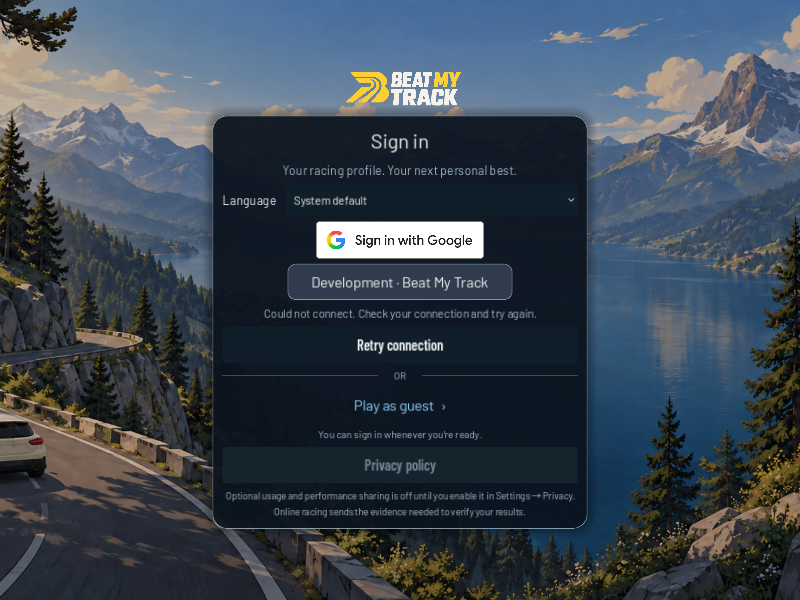 BEAT MY
TRACK
Sign in
Your racing profile. Your next personal best.
Language System default
Sign in with Google
Development · Beat My Track
Could not connect. Check your connection and try again.
Retry connection
OR
Play as guest ›
You can sign in whenever you're ready.
Privacy policy
Optional usage and performance sharing is off until you enable it in Settings → Privacy.
Online racing sends the evidence needed to verify your results.